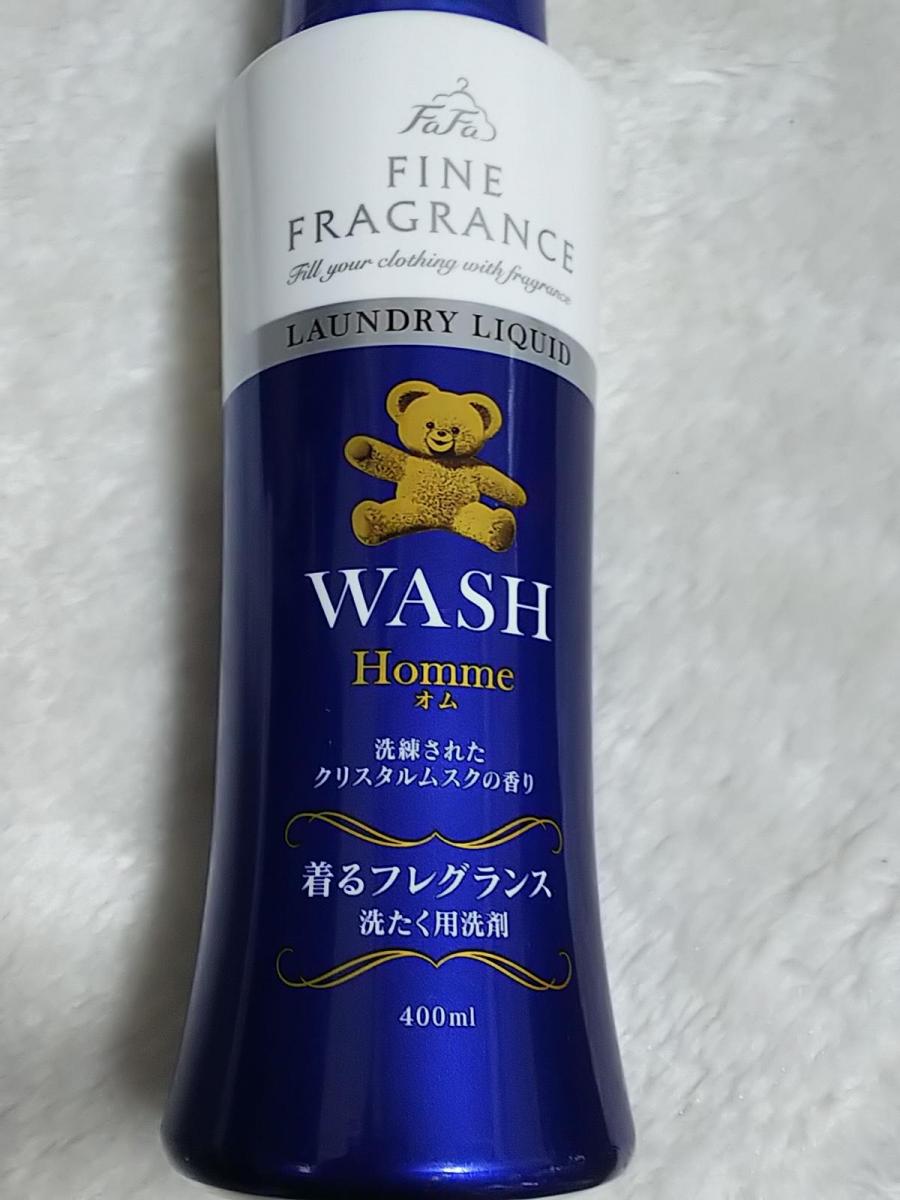 FaFa
FINE
FRAGRANCE
Fill your clothing with fragrance
LAUNDRY LIQUID
WASH
Homme
オム
洗練された
クリスタルムスクの香り
着るフレグランス
洗たく用洗剤
400ml